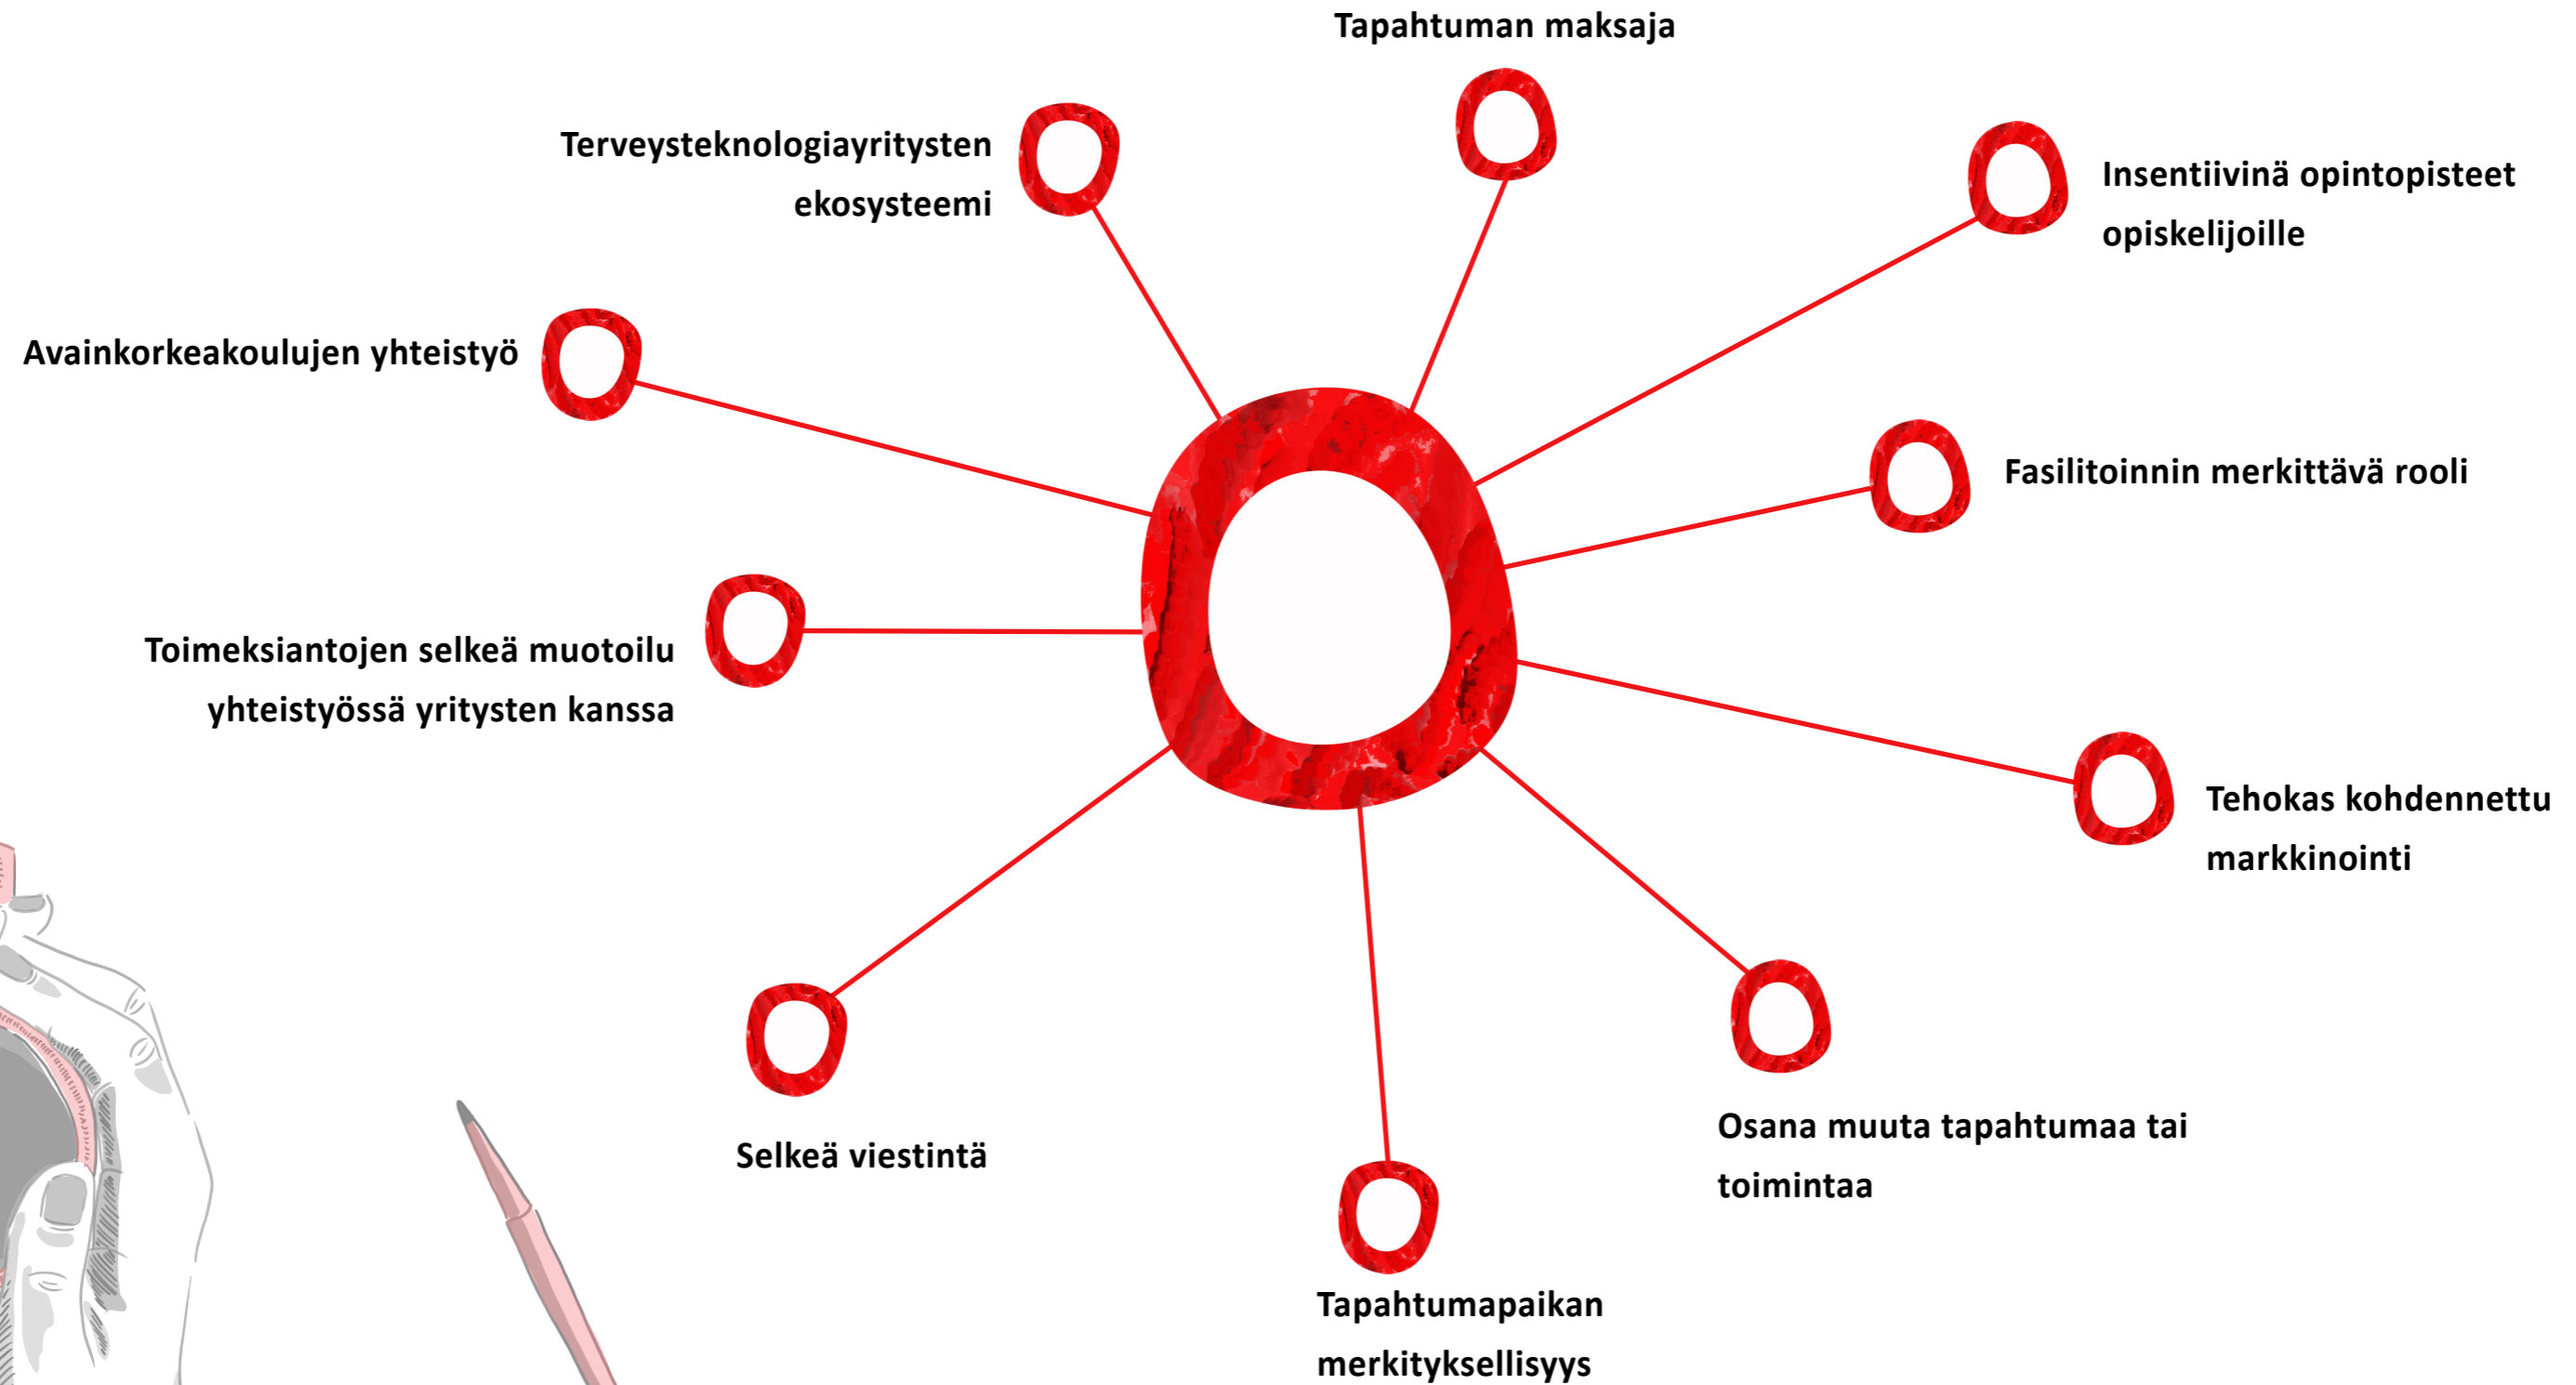 Tapahtuman maksaja
Terveysteknologiayritysten
ekosysteemi
Insentiivinä opintopisteet
opiskelijoille
Avainkorkeakoulujen yhteistyö
Fasilitoinnin merkittävä rooli
Toimeksiantojen selkeä muotoilu
yhteistyössä yritysten kanssa
Tehokas kohdennettu
markkinointi
Selkeä viestintä
Osana muuta tapahtumaa tai
toimintaa
Tapahtumapaikan
merkityksellisyys